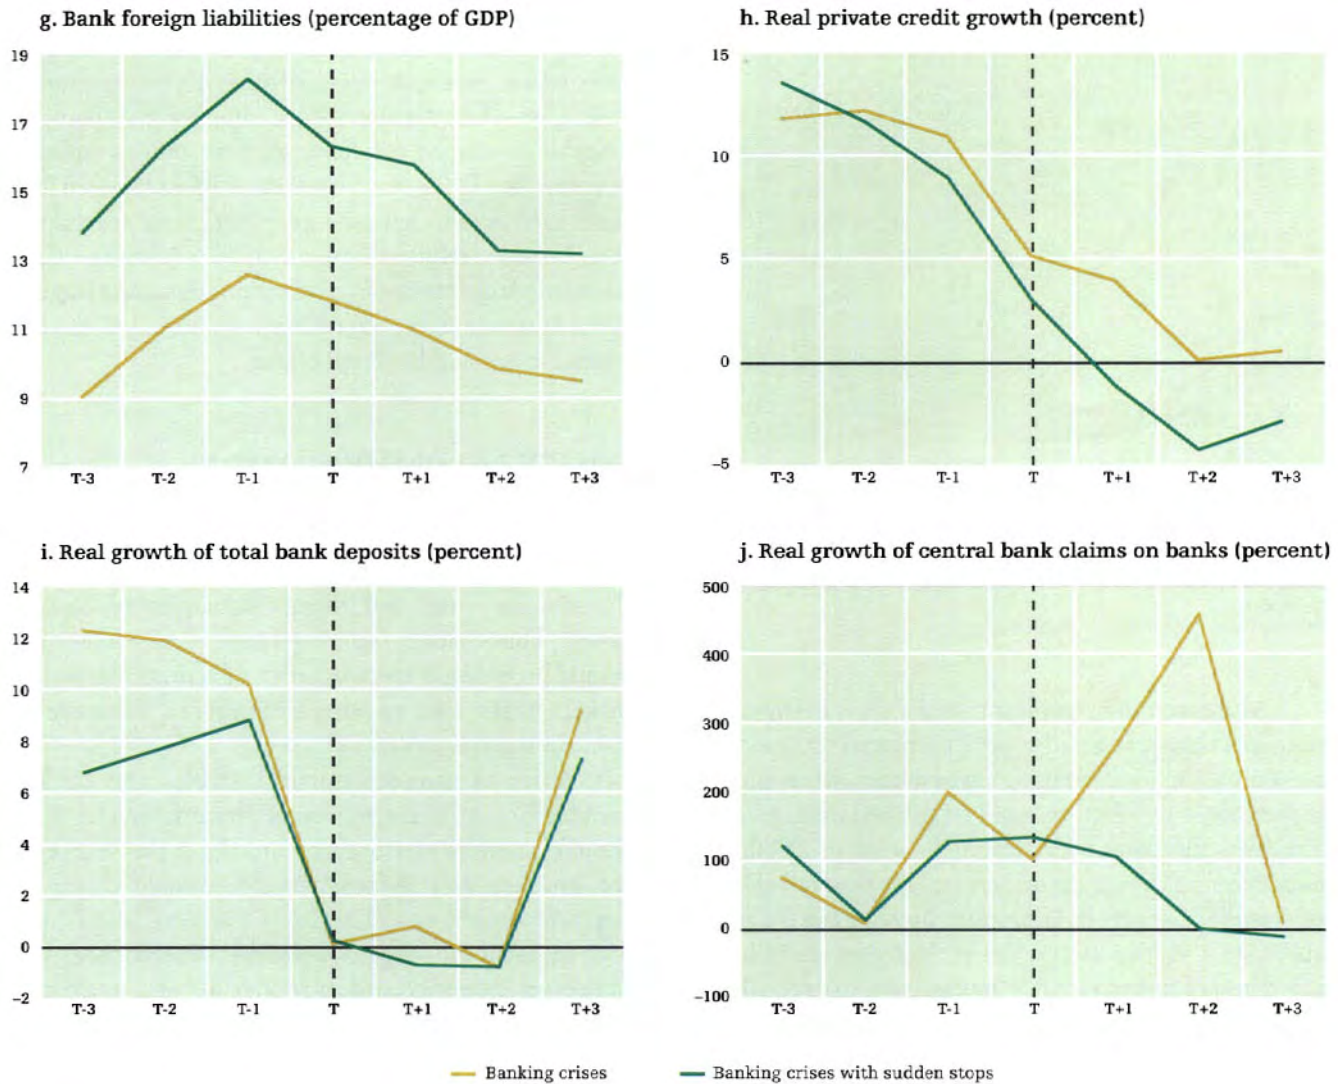 g. Bank foreign liabilities (percentage of GDP)
19
17
15
13
11
9
7
T-3 T-2 T-1 T T+1 T+2 T+3
h. Real private credit growth (percent)
15
10
5
0
–5
T-3 T-2 T-1 T T+1 T+2 T+3
i. Real growth of total bank deposits (percent)
14
12
10
8
6
4
2
0
–2
T-3 T-2 T-1 T T+1 T+2 T+3
j. Real growth of central bank claims on banks (percent)
500
400
300
200
100
0
–100
T-3 T-2 T-1 T T+1 T+2 T+3
Banking crises
Banking crises with sudden stops